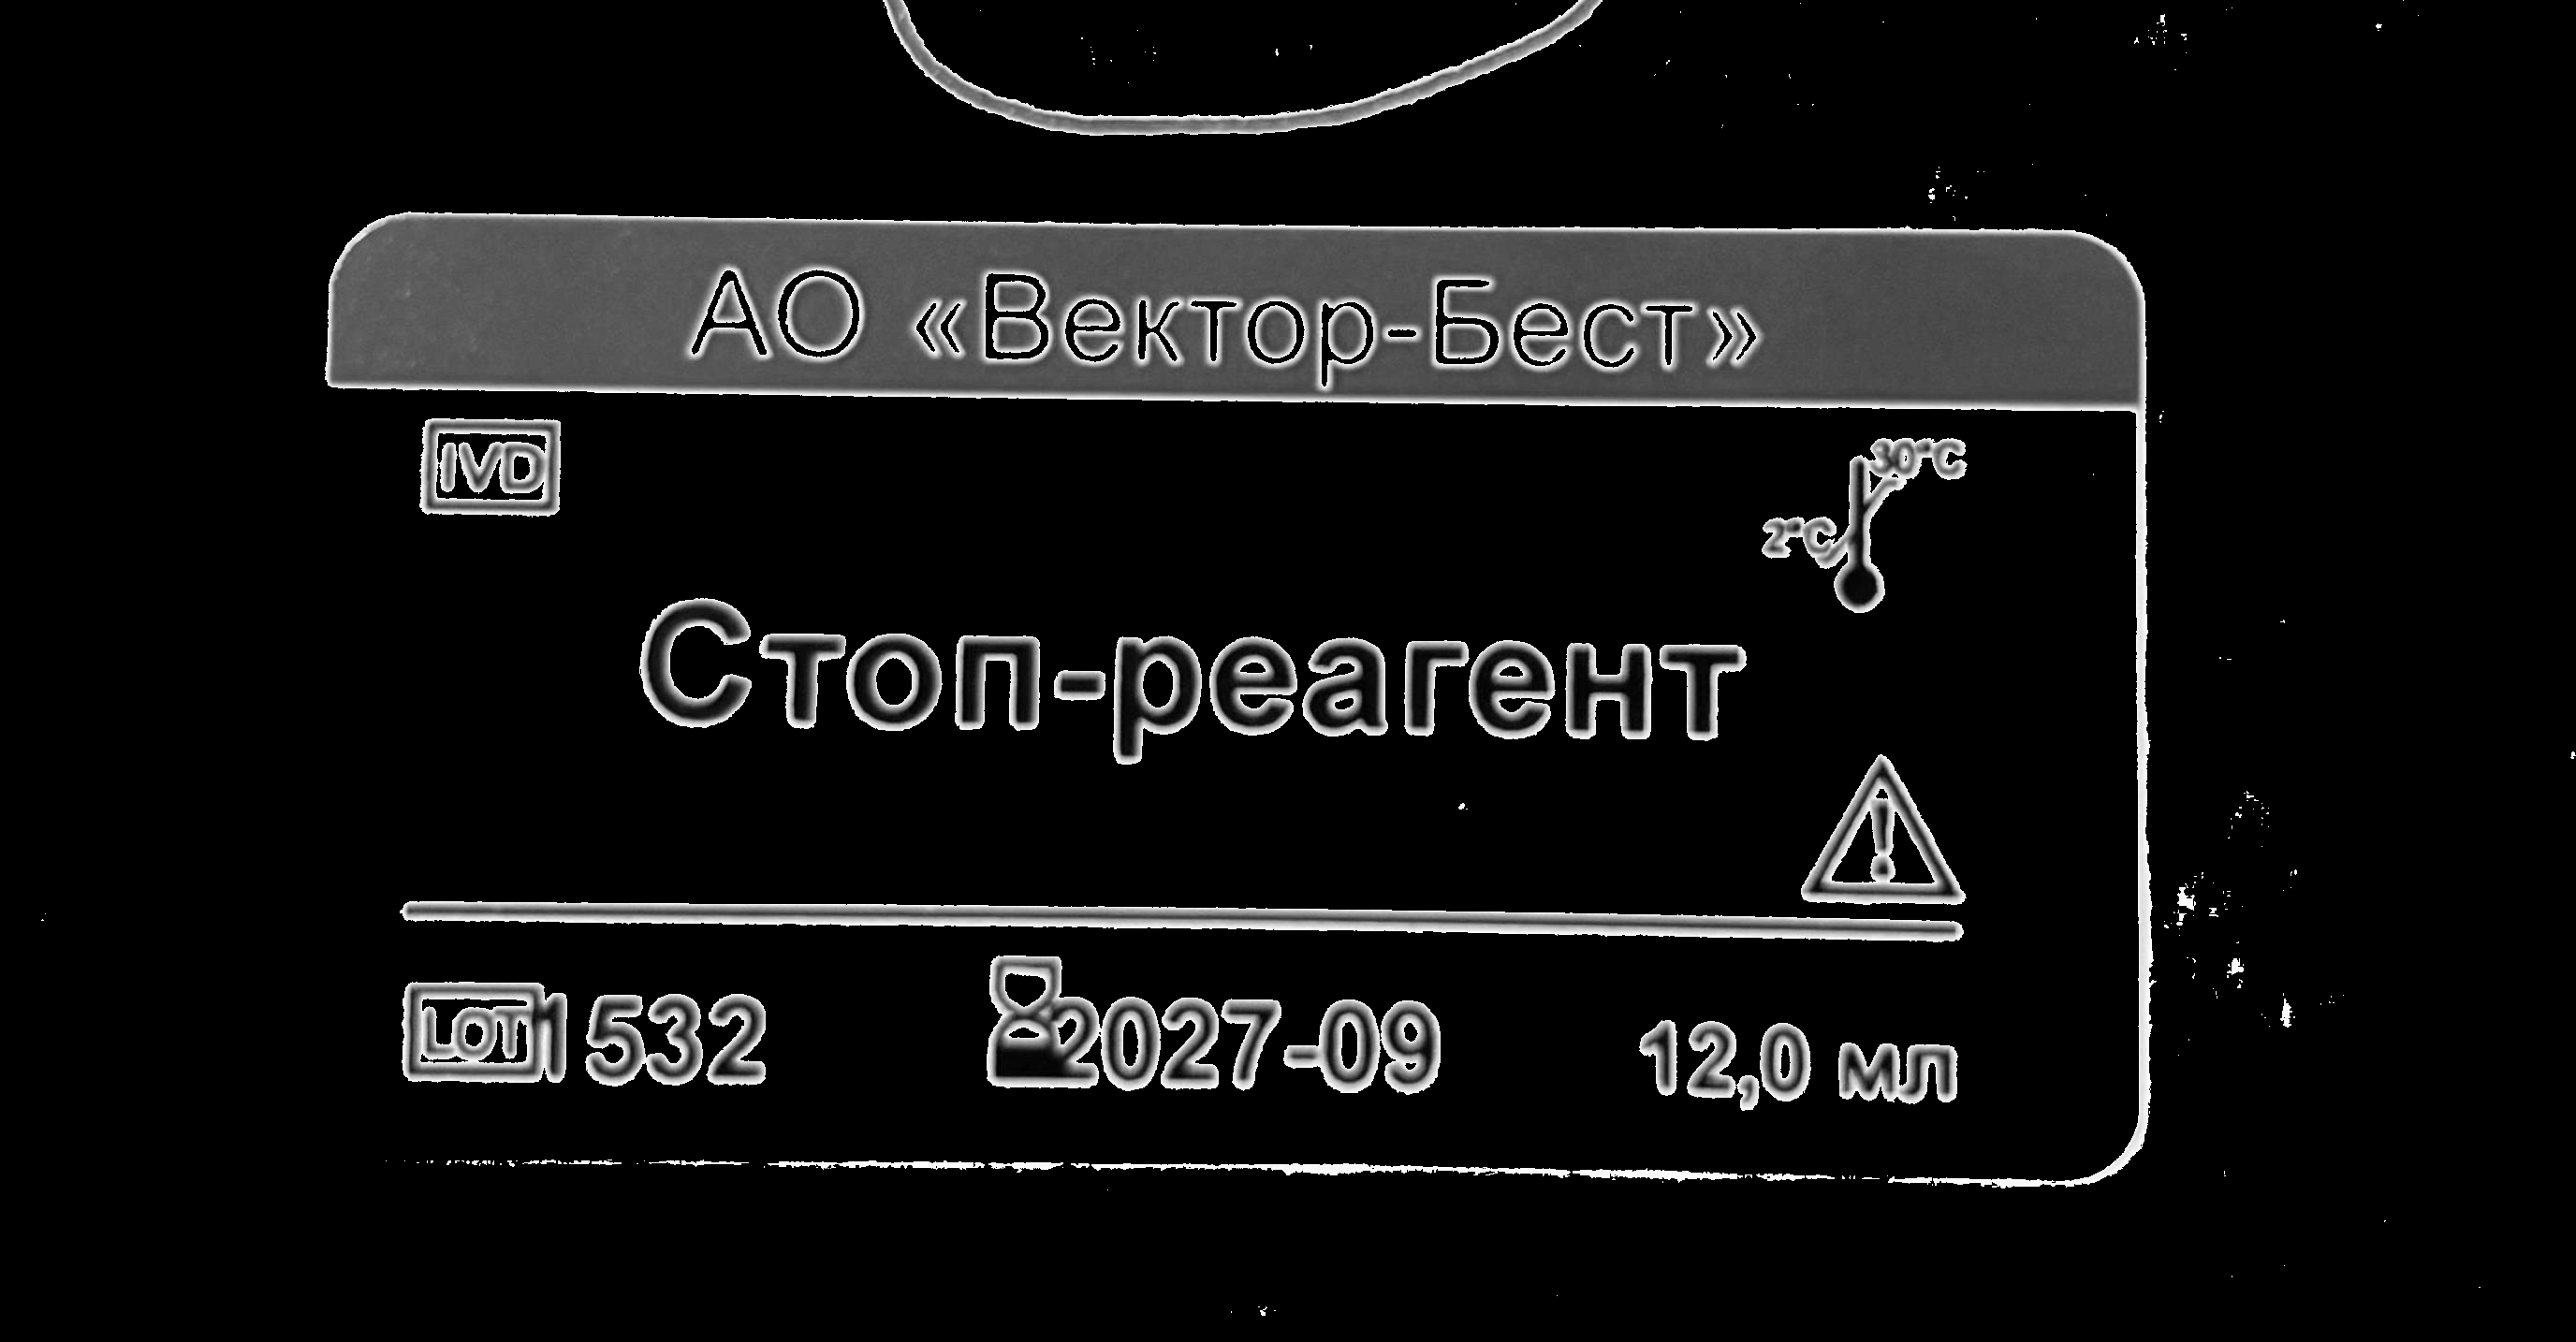 АО «Вектор-Бест»
IVD
30°C
2°C
Стоп-реагент
LOT 1532
2027-09
12,0 мл